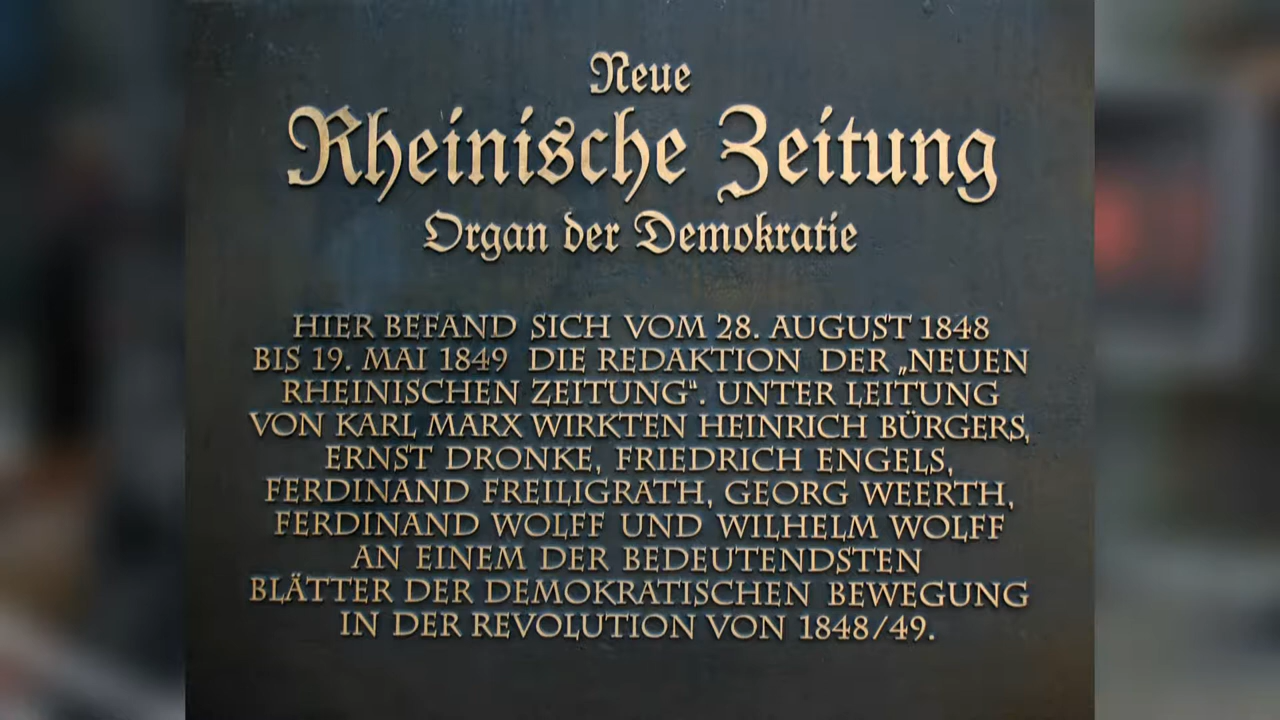 Neue
Rheinische Zeitung
Organ der Demokratie
HIER BEFAND SICH VOM 28. AUGUST 1848
BIS 19. MAI 1849 DIE REDAKTION DER „NEUEN
RHEINISCHEN ZEITUNG“. UNTER LEITUNG
VON KARL MARX WIRKTEN HEINRICH BÜRGERS,
ERNST DRONKE, FRIEDRICH ENGELS,
FERDINAND FREILIGRATH, GEORG WEERTH,
FERDINAND WOLFF UND WILHELM WOLFF
AN EINEM DER BEDEUTENDSTEN
BLÄTTER DER DEMOKRATISCHEN BEWEGUNG
IN DER REVOLUTION VON 1848/49.